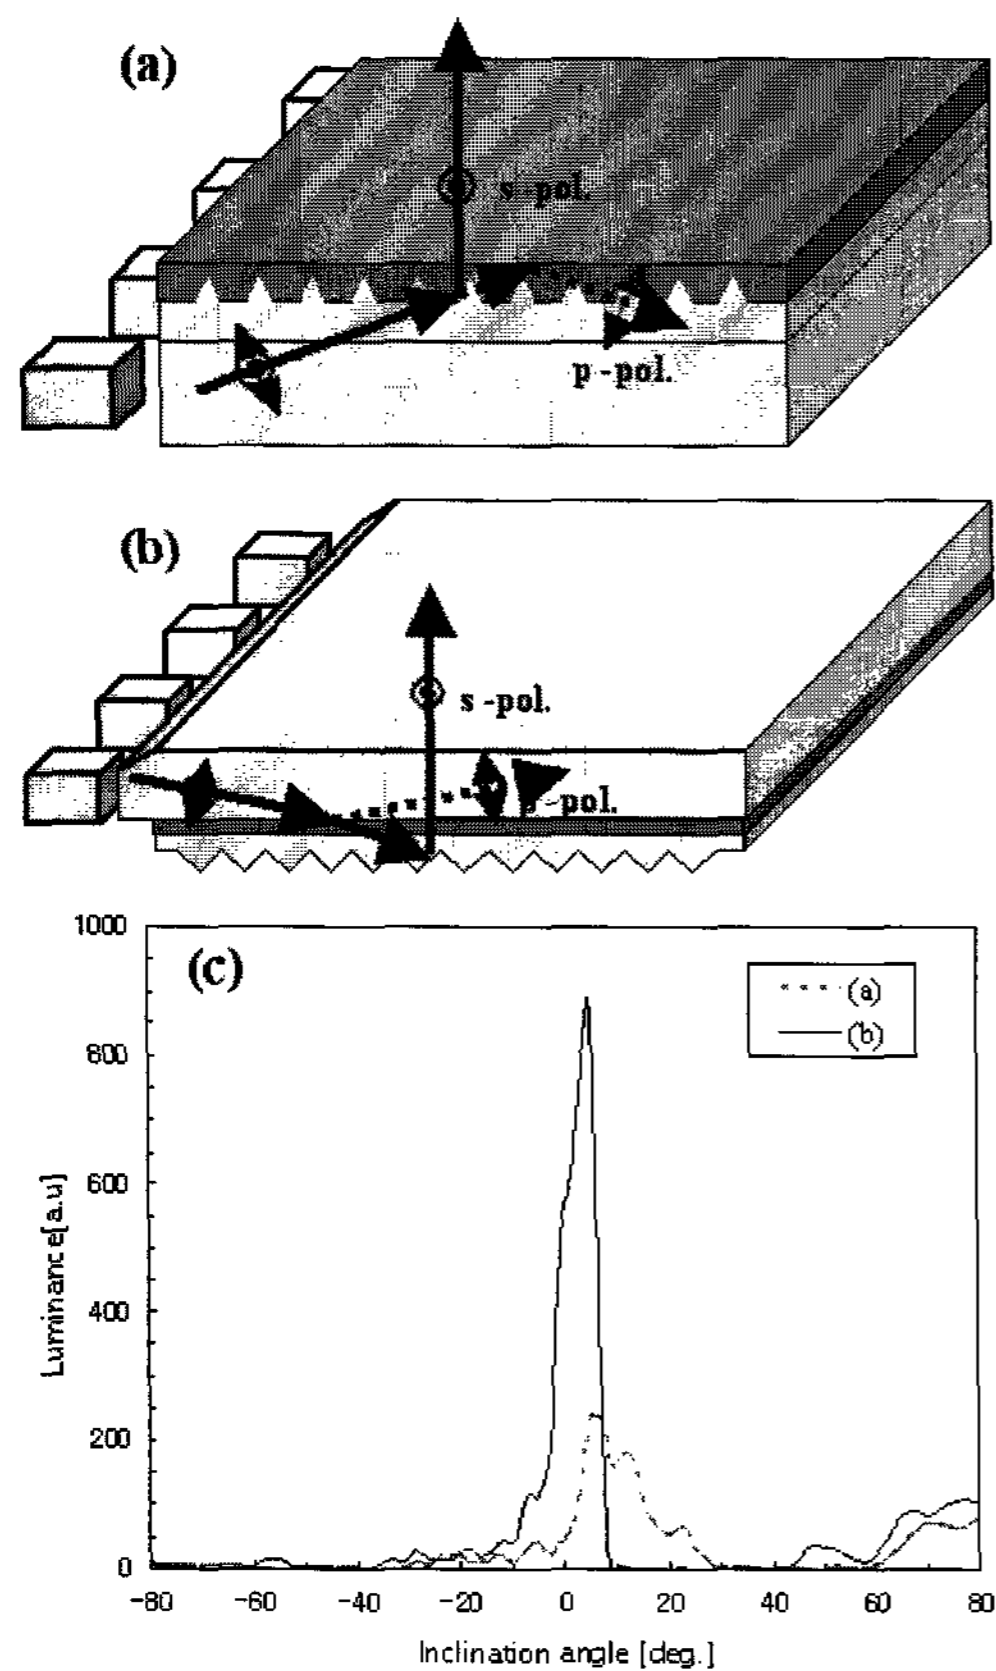 (a)
s-pol.
p-pol.
(b)
s-pol.
p-pol.
(c)
1000
800
600
400
200
0
Luminance[a.u]
(a)
(b)
-80 -60 -40 -20 0 20 40 60 80
Inclination angle [deg.]